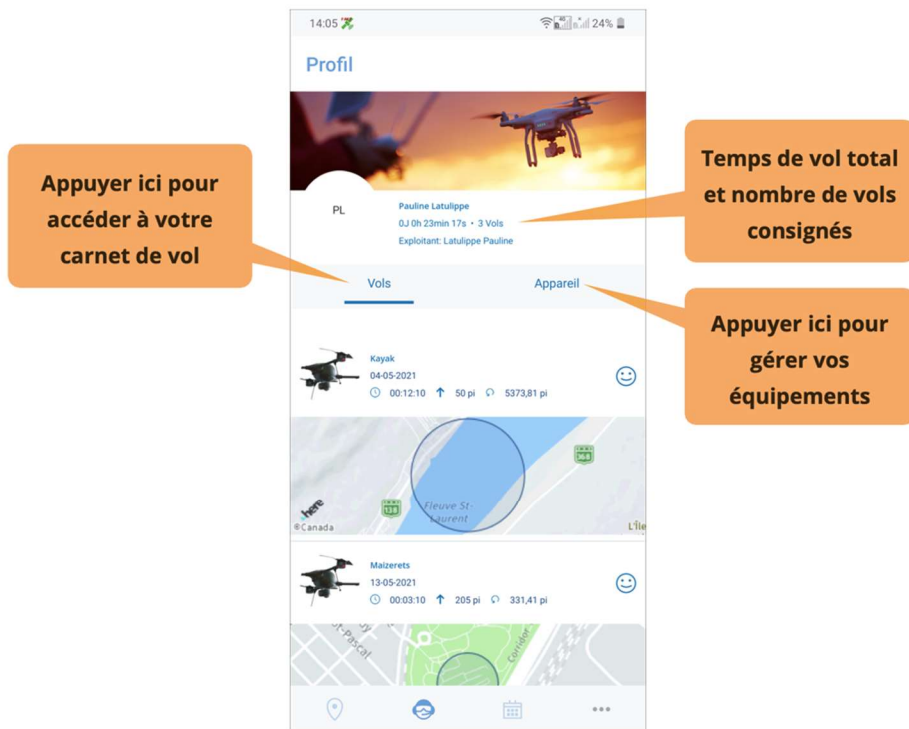 14:05
24%
Profil
Appuyer ici pour
accéder à votre
carnet de vol
Temps de vol total
et nombre de vols
consignés
PL
Pauline Latulippe
0J 0h 23min 17s • 3 Vols
Exploitant: Latulippe Pauline
Vols
Appareil
Appuyer ici pour
gérer vos
équipements
Kayak
04-05-2021
00:12:10 50 pi 5373,81 pi
368
138
Fleuve St-
Laurent
here
©Canada
L'Île
Maizerets
13-05-2021
00:03:10 205 pi 331,41 pi
St-Pascal
Corridor